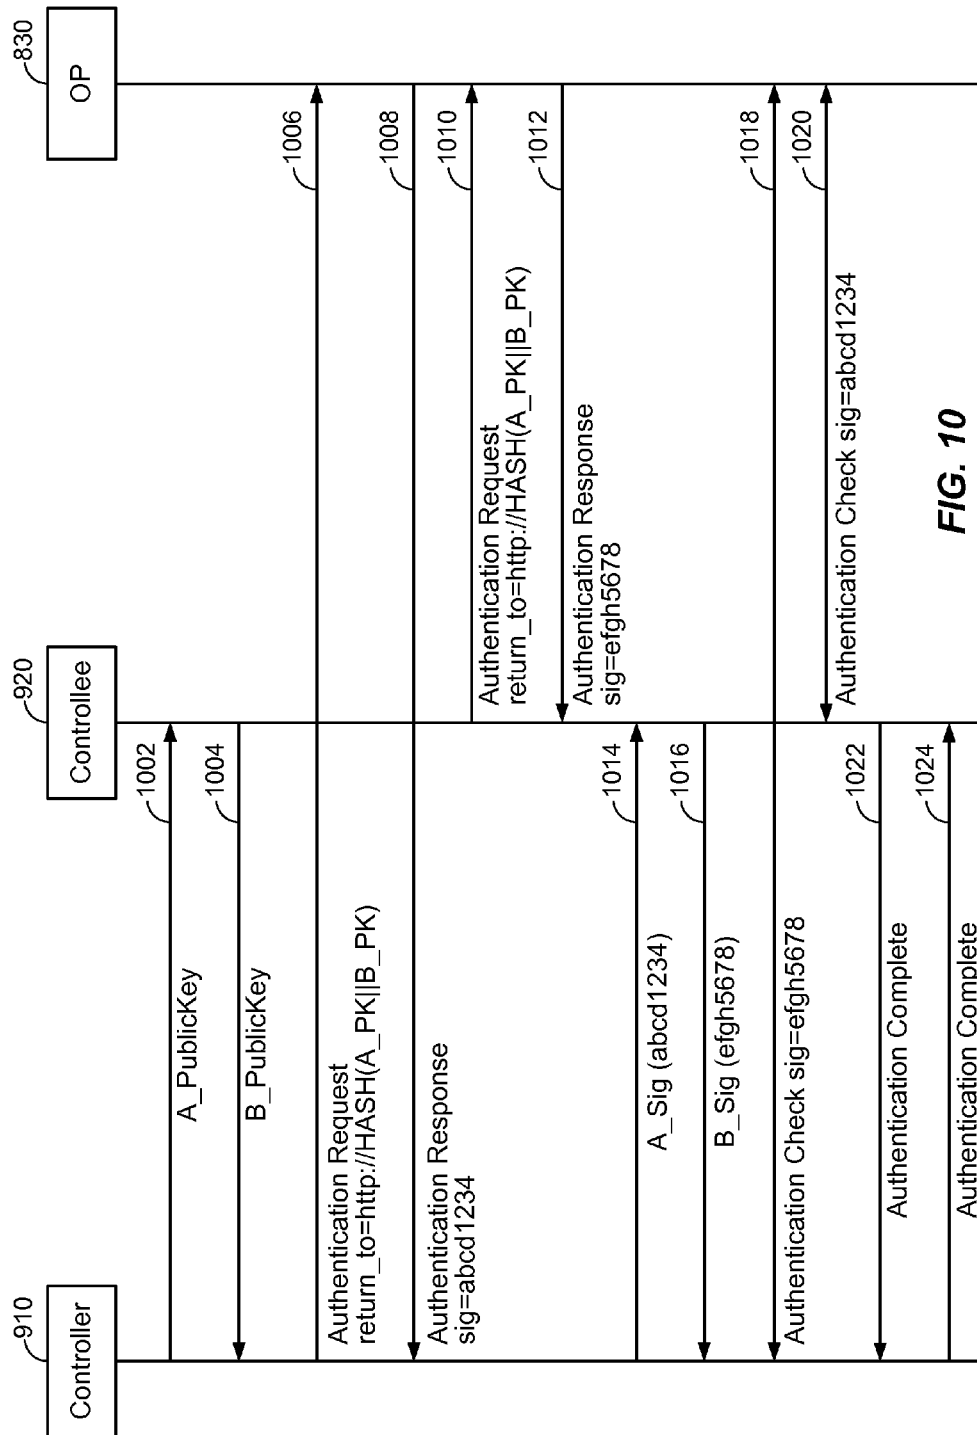 910
Controller
920
Controllee
830
OP
A_PublicKey
1002
B_PublicKey
1004
1006
Authentication Request
return_to=http://HASH(A_PK||B_PK)
1008
Authentication Response
sig=abcd1234
1010
Authentication Request
return_to=http://HASH(A_PK||B_PK)
1012
Authentication Response
sig=efgh5678
A_Sig (abcd1234)
1014
B_Sig (efgh5678)
1016
1018
Authentication Check sig=efgh5678
1020
Authentication Check sig=abcd1234
1022
Authentication Complete
1024
Authentication Complete
FIG. 10